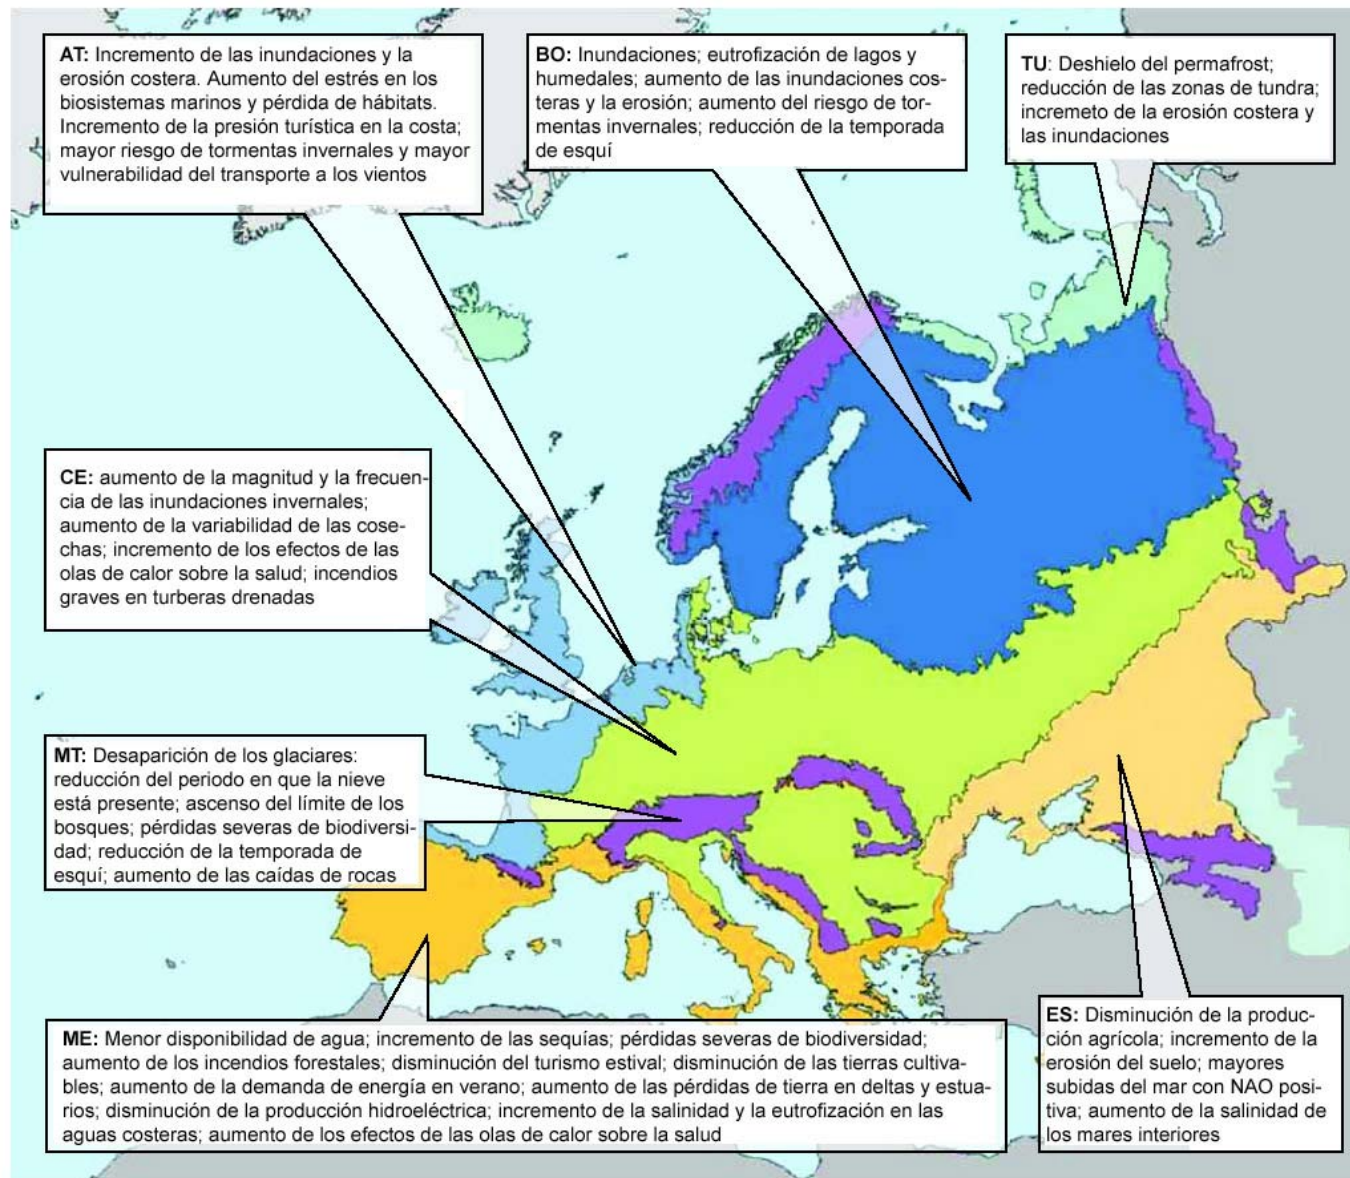 AT: Incremento de las inundaciones y la
erosión costera. Aumento del estrés en los
biosistemas marinos y pérdida de hábitats.
Incremento de la presión turística en la costa;
mayor riesgo de tormentas invernales y mayor
vulnerabilidad del transporte a los vientos
BO: Inundaciones; eutrofización de lagos y
humedales; aumento de las inundaciones cos-
teras y la erosión; aumento del riesgo de tor-
mentas invernales; reducción de la temporada
de esquí
TU: Deshielo del permafrost;
reducción de las zonas de tundra;
incremeto de la erosión costera y
las inundaciones
CE: aumento de la magnitud y la frecuen-
cia de las inundaciones invernales;
aumento de la variabilidad de las cose-
chas; incremento de los efectos de las
olas de calor sobre la salud; incendios
graves en turberas drenadas
MT: Desaparición de los glaciares:
reducción del periodo en que la nieve
está presente; ascenso del límite de los
bosques; pérdidas severas de biodiversi-
dad; reducción de la temporada de
esquí; aumento de las caídas de rocas
ME: Menor disponibilidad de agua; incremento de las sequías; pérdidas severas de biodiversidad;
aumento de los incendios forestales; disminución del turismo estival; disminución de las tierras cultiva-
bles; aumento de la demanda de energía en verano; aumento de las pérdidas de tierra en deltas y estua-
rios; disminución de la producción hidroeléctrica; incremento de la salinidad y la eutrofización en las
aguas costeras; aumento de los efectos de las olas de calor sobre la salud
ES: Disminución de la produc-
ción agrícola; incremento de la
erosión del suelo; mayores
subidas del mar con NAO posi-
tiva; aumento de la salinidad de
los mares interiores